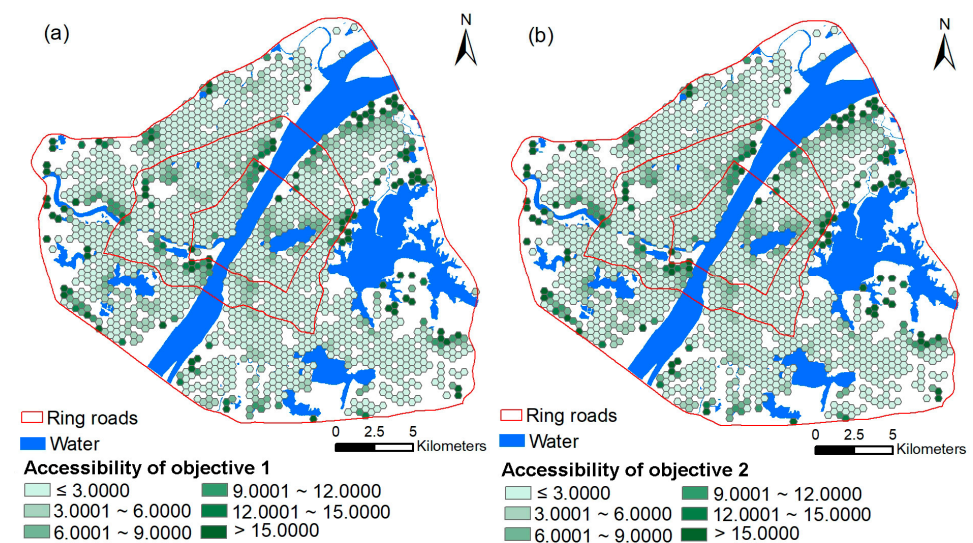 (a)
N
Ring roads
Water
0 2.5 5
Kilometers
Accessibility of objective 1
≤ 3.0000
3.0001 ~ 6.0000
6.0001 ~ 9.0000
9.0001 ~ 12.0000
12.0001 ~ 15.0000
> 15.0000
(b)
N
Ring roads
Water
0 2.5 5
Kilometers
Accessibility of objective 2
≤ 3.0000
3.0001 ~ 6.0000
6.0001 ~ 9.0000
9.0001 ~ 12.0000
12.0001 ~ 15.0000
> 15.0000